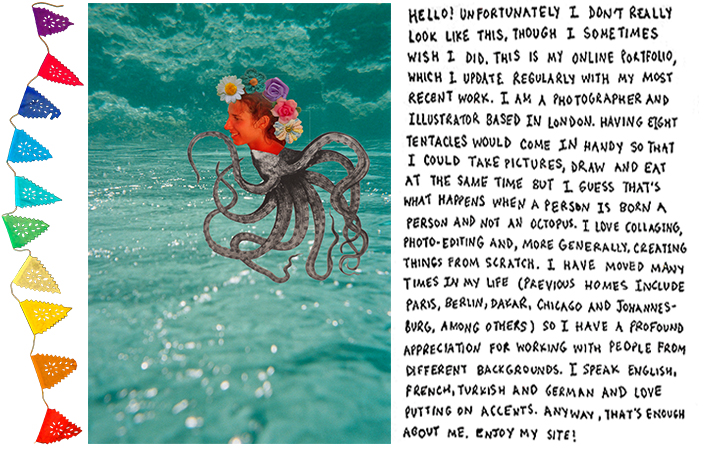 HELLO! UNFORTUNATELY I DON'T REALLY
LOOK LIKE THIS, THOUGH I SOMETIMES
WISH I DID. THIS IS MY ONLINE PORTFOLIO,
WHICH I UPDATE REGULARLY WITH MY MOST
RECENT WORK. I AM A PHOTOGRAPHER AND
ILLUSTRATOR BASED IN LONDON. HAVING EIGHT
TENTACLES WOULD COME IN HANDY SO THAT
I COULD TAKE PICTURES, DRAW AND EAT
AT THE SAME TIME BUT I GUESS THAT'S
WHAT HAPPENS WHEN A PERSON IS BORN A
PERSON AND NOT AN OCTOPUS. I LOVE COLLAGING,
PHOTO-EDITING AND, MORE GENERALLY, CREATING
THINGS FROM SCRATCH. I HAVE MOVED MANY
TIMES IN MY LIFE (PREVIOUS HOMES INCLUDE
PARIS, BERLIN, DAKAR, CHICAGO AND JOHANNES-
BURG, AMONG OTHERS) SO I HAVE A PROFOUND
APPRECIATION FOR WORKING WITH PEOPLE FROM
DIFFERENT BACKGROUNDS. I SPEAK ENGLISH,
FRENCH, TURKISH AND GERMAN AND LOVE
PUTTING ON ACCENTS. ANYWAY, THAT'S ENOUGH
ABOUT ME. ENJOY MY SITE!